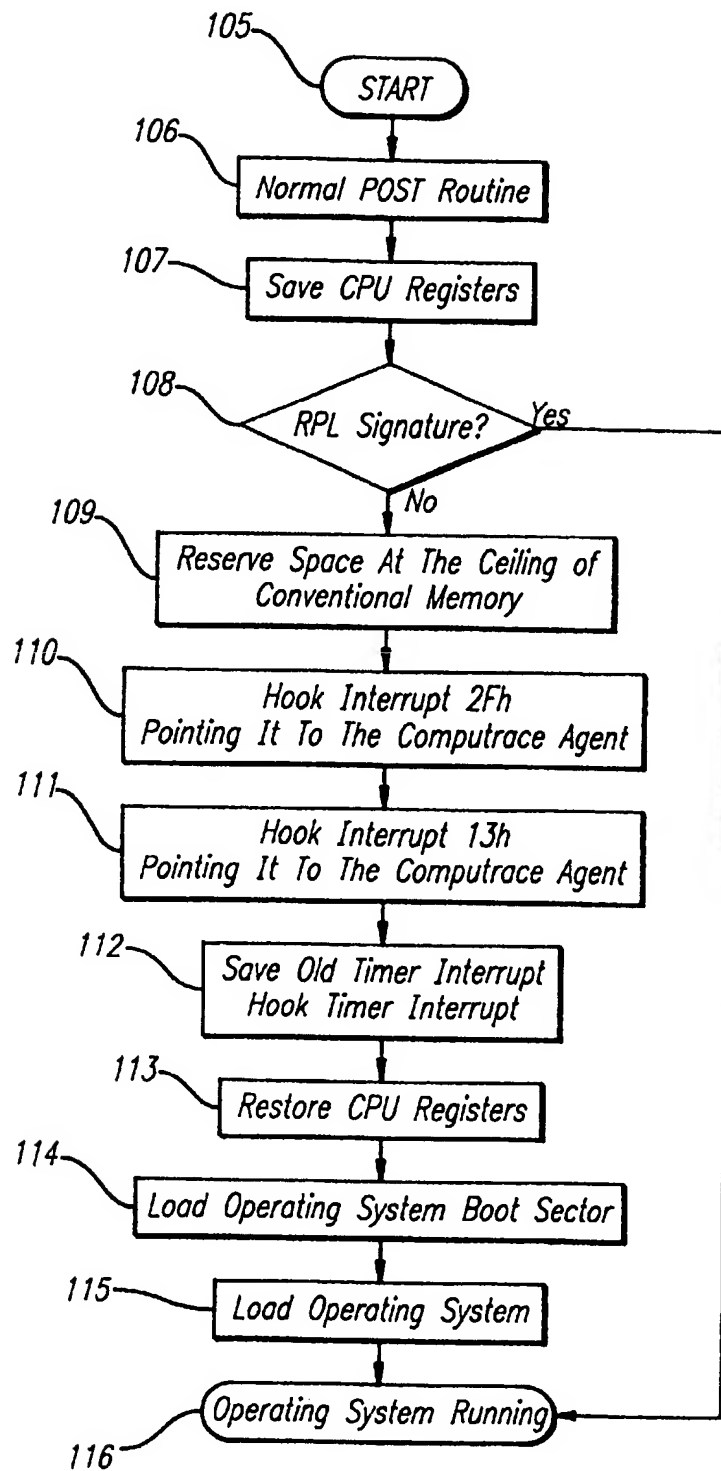 105
START
106
Normal POST Routine
107
Save CPU Registers
108
RPL Signature?
Yes
No
109
Reserve Space At The Ceiling of
Conventional Memory
110
Hook Interrupt 2Fh
Pointing It To The Computrace Agent
111
Hook Interrupt 13h
Pointing It To The Computrace Agent
112
Save Old Timer Interrupt
Hook Timer Interrupt
113
Restore CPU Registers
114
Load Operating System Boot Sector
115
Load Operating System
Operating System Running
116